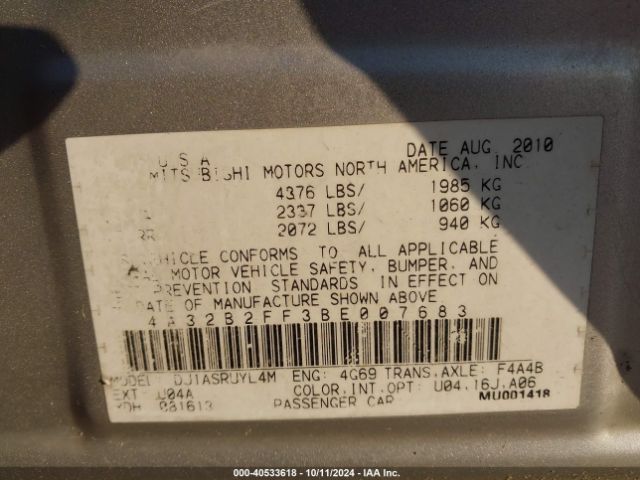 U S A DATE AUG. 2010
MITSUBISHI MOTORS NORTH AMERICA, INC
4376 LBS/ 1985 KG
2337 LBS/ 1060 KG
RR 2072 LBS/ 940 KG
VEHICLE CONFORMS TO ALL APPLICABLE
MOTOR VEHICLE SAFETY, BUMPER, AND
PREVENTION STANDARDS IN EFFECT ON
DATE OF MANUFACTURE SHOWN ABOVE.
4A32B2FF3BE007683
MODEL: DJ1ASRUYL4M ENG: 4G69 TRANS,AXLE: F4A4B
EXT U04A COLOR,INT,OPT: U04,16J,A06
PASSENGER CAR MU001418
000-40533618 - 10/11/2024 - IAA Inc.